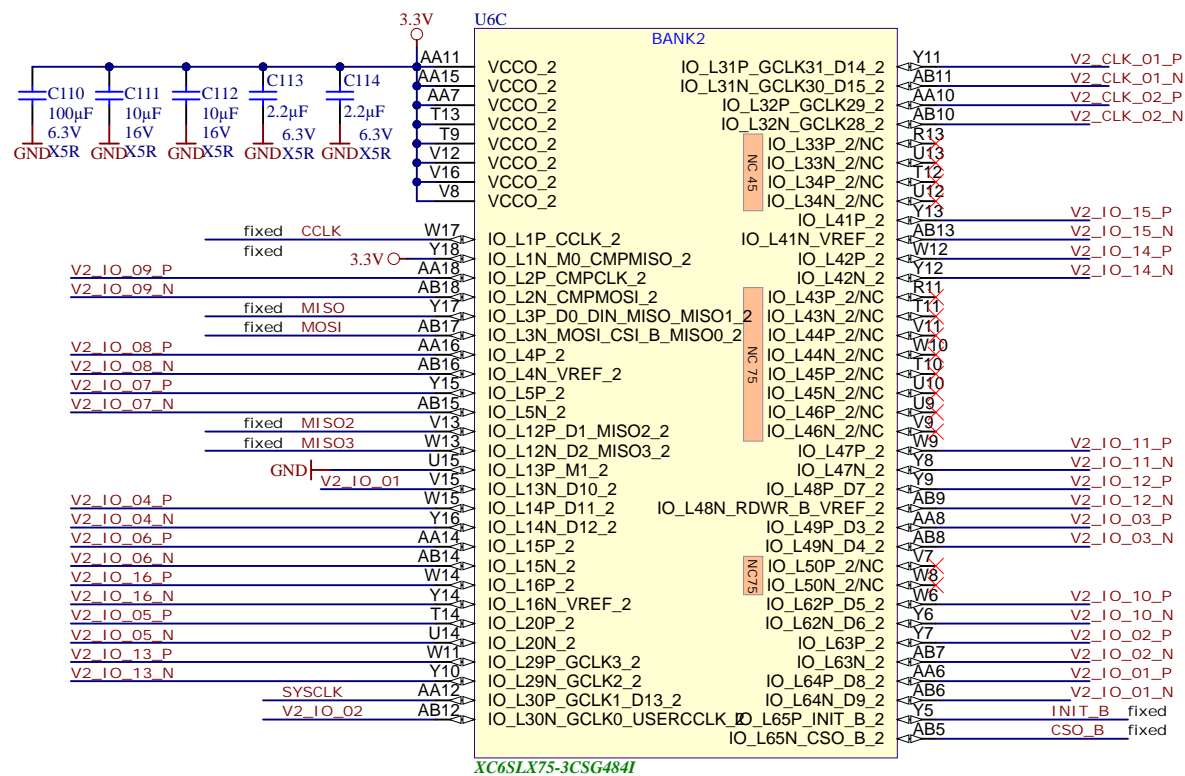 3.3V
U6C
BANK2
C110
100µF
6.3V
X5R
GND
C111
10µF
16V
X5R
GND
C112
10µF
16V
X5R
GND
C113
2.2µF
6.3V
X5R
GND
C114
2.2µF
6.3V
X5R
GND
AA11 VCCO_2
AA15 VCCO_2
AA7 VCCO_2
T13 VCCO_2
T9 VCCO_2
V12 VCCO_2
V16 VCCO_2
V8 VCCO_2
fixed CCLK W17 IO_L1P_CCLK_2
fixed 3.3V Y18 IO_L1N_M0_CMPMISO_2
V2_IO_09_P AA18 IO_L2P_CMPCLK_2
V2_IO_09_N AB18 IO_L2N_CMPMOSI_2
fixed MISO Y17 IO_L3P_D0_DIN_MISO_MISO1_2
fixed MOSI AB17 IO_L3N_MOSI_CSI_B_MISO0_2
V2_IO_08_P AA16 IO_L4P_2
V2_IO_08_N AB16 IO_L4N_VREF_2
V2_IO_07_P Y15 IO_L5P_2
V2_IO_07_N AB15 IO_L5N_2
fixed MISO2 V13 IO_L12P_D1_MISO2_2
fixed MISO3 W13 IO_L12N_D2_MISO3_2
GND U15 IO_L13P_M1_2
V2_IO_01 V15 IO_L13N_D10_2
V2_IO_04_P W15 IO_L14P_D11_2
V2_IO_04_N Y16 IO_L14N_D12_2
V2_IO_06_P AA14 IO_L15P_2
V2_IO_06_N AB14 IO_L15N_2
V2_IO_16_P W14 IO_L16P_2
V2_IO_16_N Y14 IO_L16N_VREF_2
V2_IO_05_P T14 IO_L20P_2
V2_IO_05_N U14 IO_L20N_2
V2_IO_13_P W11 IO_L29P_GCLK3_2
V2_IO_13_N Y10 IO_L29N_GCLK2_2
SYSCLK AA12 IO_L30P_GCLK1_D13_2
V2_IO_02 AB12 IO_L30N_GCLK0_USERCCLK_2
IO_L31P_GCLK31_D14_2 Y11 V2_CLK_01_P
IO_L31N_GCLK30_D15_2 AB11 V2_CLK_01_N
IO_L32P_GCLK29_2 AA10 V2_CLK_02_P
IO_L32N_GCLK28_2 AB10 V2_CLK_02_N
NC 45
IO_L33P_2/NC R13
IO_L33N_2/NC U13
IO_L34P_2/NC T12
IO_L34N_2/NC U12
IO_L41P_2 Y13 V2_IO_15_P
IO_L41N_VREF_2 AB13 V2_IO_15_N
IO_L42P_2 W12 V2_IO_14_P
IO_L42N_2 Y12 V2_IO_14_N
NC 75
IO_L43P_2/NC R11
IO_L43N_2/NC T11
IO_L44P_2/NC V11
IO_L44N_2/NC W10
IO_L45P_2/NC T10
IO_L45N_2/NC U10
IO_L46P_2/NC U9
IO_L46N_2/NC V9
IO_L47P_2 W9 V2_IO_11_P
IO_L47N_2 Y8 V2_IO_11_N
IO_L48P_D7_2 Y9 V2_IO_12_P
IO_L48N_RDWR_B_VREF_2 AB9 V2_IO_12_N
IO_L49P_D3_2 AA8 V2_IO_03_P
IO_L49N_D4_2 AB8 V2_IO_03_N
NC75
IO_L50P_2/NC V7
IO_L50N_2/NC W8
IO_L62P_D5_2 W6 V2_IO_10_P
IO_L62N_D6_2 Y6 V2_IO_10_N
IO_L63P_2 Y7 V2_IO_02_P
IO_L63N_2 AB7 V2_IO_02_N
IO_L64P_D8_2 AA6 V2_IO_01_P
IO_L64N_D9_2 AB6 V2_IO_01_N
IO_L65P_INIT_B_2 Y5 INIT_B fixed
IO_L65N_CSO_B_2 AB5 CSO_B fixed
XC6SLX75-3CSG484I